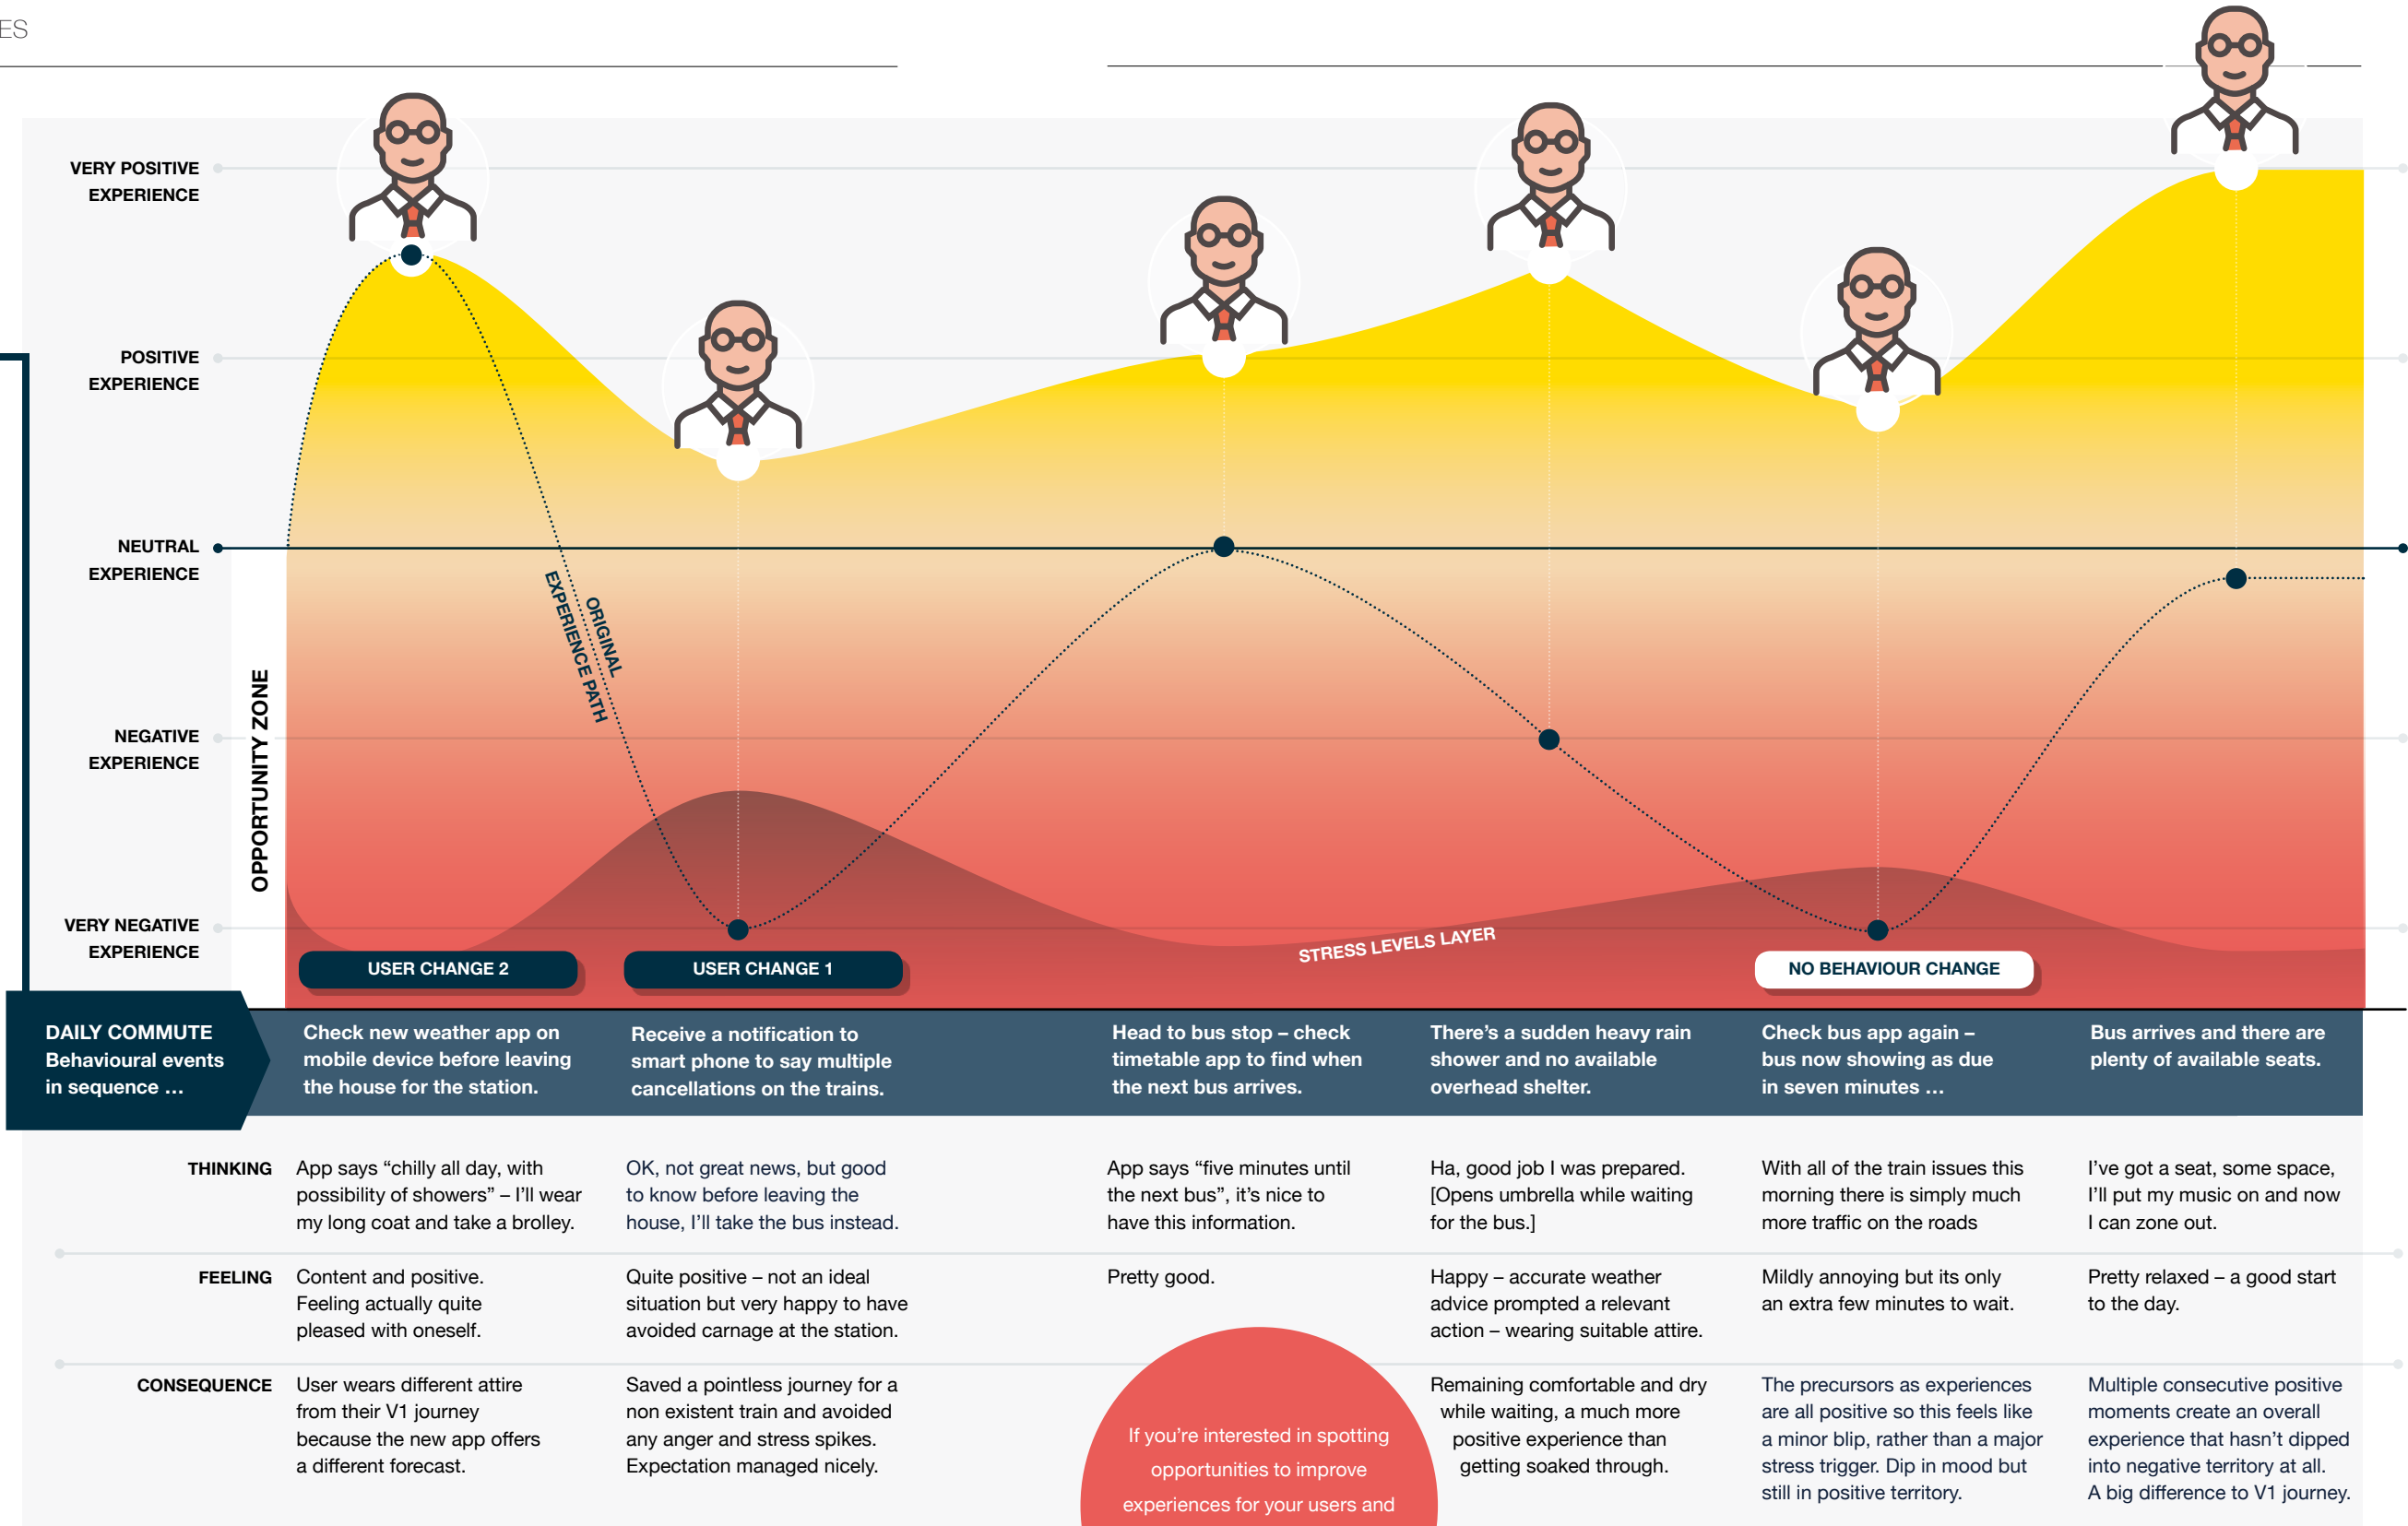 ES
VERY POSITIVE
EXPERIENCE
POSITIVE
EXPERIENCE
NEUTRAL
EXPERIENCE
NEGATIVE
EXPERIENCE
VERY NEGATIVE
EXPERIENCE
OPPORTUNITY ZONE
ORIGINAL
EXPERIENCE PATH
STRESS LEVELS LAYER
USER CHANGE 2
USER CHANGE 1
NO BEHAVIOUR CHANGE
DAILY COMMUTE
Behavioural events
in sequence …
Check new weather app on
mobile device before leaving
the house for the station.
Receive a notification to
smart phone to say multiple
cancellations on the trains.
Head to bus stop – check
timetable app to find when
the next bus arrives.
There’s a sudden heavy rain
shower and no available
overhead shelter.
Check bus app again –
bus now showing as due
in seven minutes …
Bus arrives and there are
plenty of available seats.
THINKING
App says “chilly all day, with
possibility of showers” – I’ll wear
my long coat and take a brolley.
OK, not great news, but good
to know before leaving the
house, I’ll take the bus instead.
App says “five minutes until
the next bus”, it’s nice to
have this information.
Ha, good job I was prepared.
[Opens umbrella while waiting
for the bus.]
With all of the train issues this
morning there is simply much
more traffic on the roads
I’ve got a seat, some space,
I’ll put my music on and now
I can zone out.
FEELING
Content and positive.
Feeling actually quite
pleased with oneself.
Quite positive – not an ideal
situation but very happy to have
avoided carnage at the station.
Pretty good.
Happy – accurate weather
advice prompted a relevant
action – wearing suitable attire.
Mildly annoying but its only
an extra few minutes to wait.
Pretty relaxed – a good start
to the day.
CONSEQUENCE
User wears different attire
from their V1 journey
because the new app offers
a different forecast.
Saved a pointless journey for a
non existent train and avoided
any anger and stress spikes.
Expectation managed nicely.
If you’re interested in spotting
opportunities to improve
experiences for your users and
Remaining comfortable and dry
while waiting, a much more
positive experience than
getting soaked through.
The precursors as experiences
are all positive so this feels like
a minor blip, rather than a major
stress trigger. Dip in mood but
still in positive territory.
Multiple consecutive positive
moments create an overall
experience that hasn’t dipped
into negative territory at all.
A big difference to V1 journey.